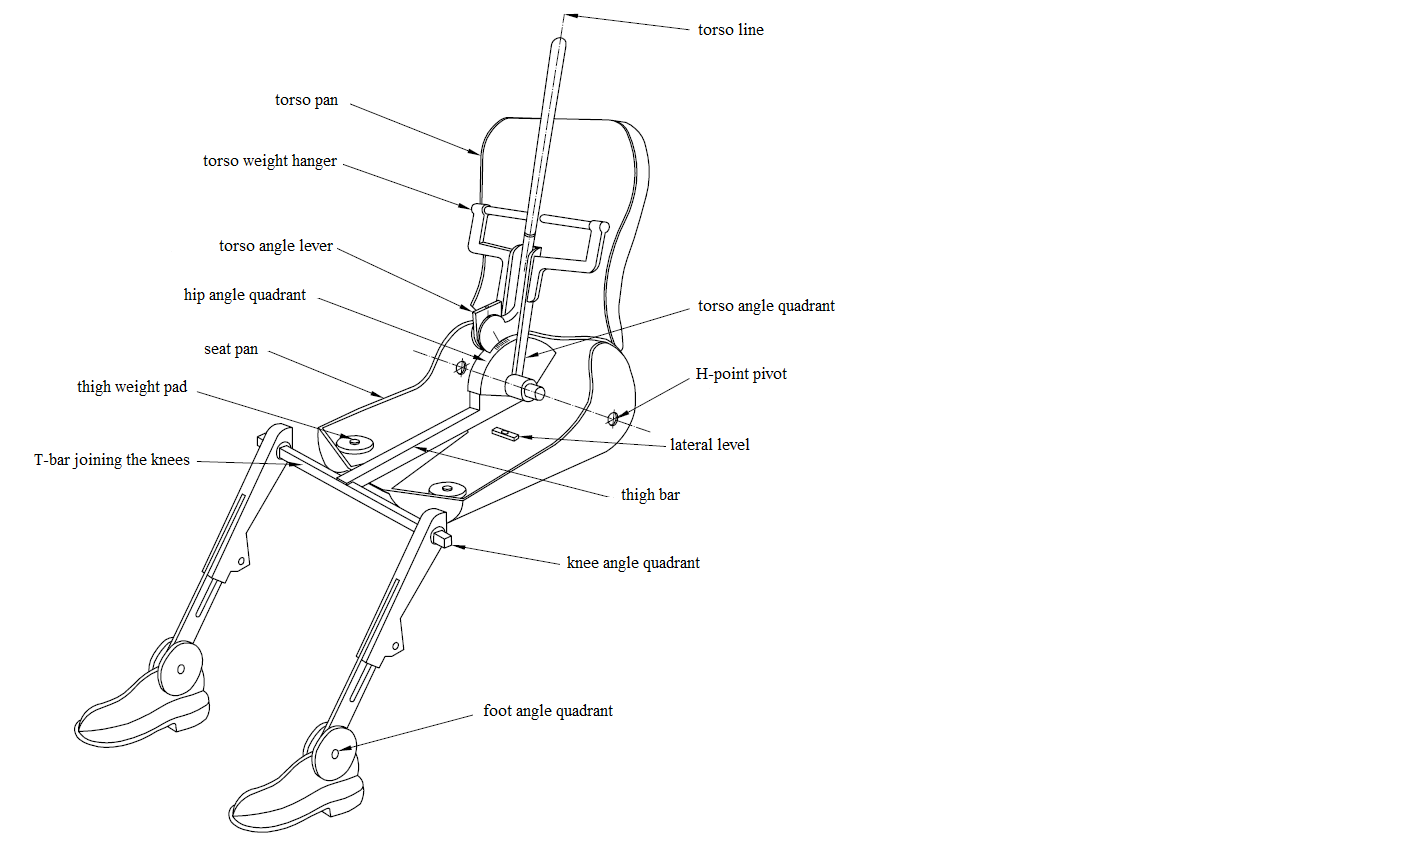 torso line
torso pan
torso weight hanger
torso angle lever
hip angle quadrant
torso angle quadrant
seat pan
H-point pivot
thigh weight pad
lateral level
T-bar joining the knees
thigh bar
knee angle quadrant
foot angle quadrant